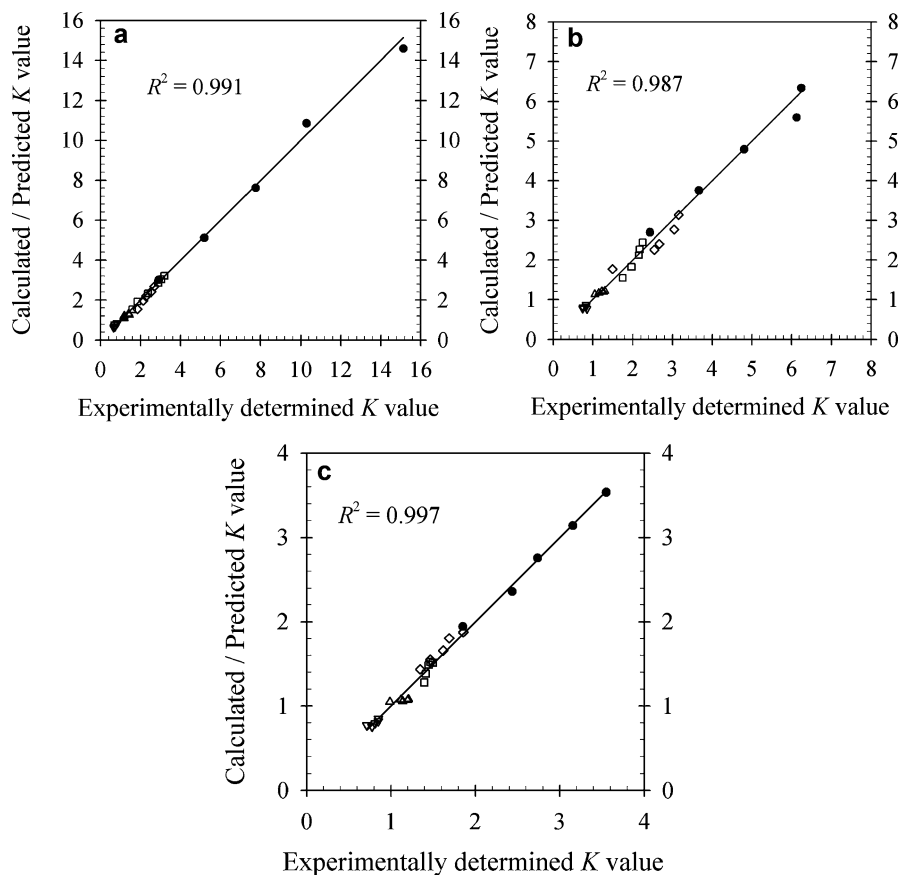 a
R² = 0.991
Calculated / Predicted K value
16 14 12 10 8 6 4 2 0
16 14 12 10 8 6 4 2 0
0 2 4 6 8 10 12 14 16
Experimentally determined K value
b
R² = 0.987
Calculated / Predicted K value
8 7 6 5 4 3 2 1 0
8 7 6 5 4 3 2 1 0
0 1 2 3 4 5 6 7 8
Experimentally determined K value
c
R² = 0.997
Calculated / Predicted K value
4 3 2 1 0
4 3 2 1 0
0 1 2 3 4
Experimentally determined K value